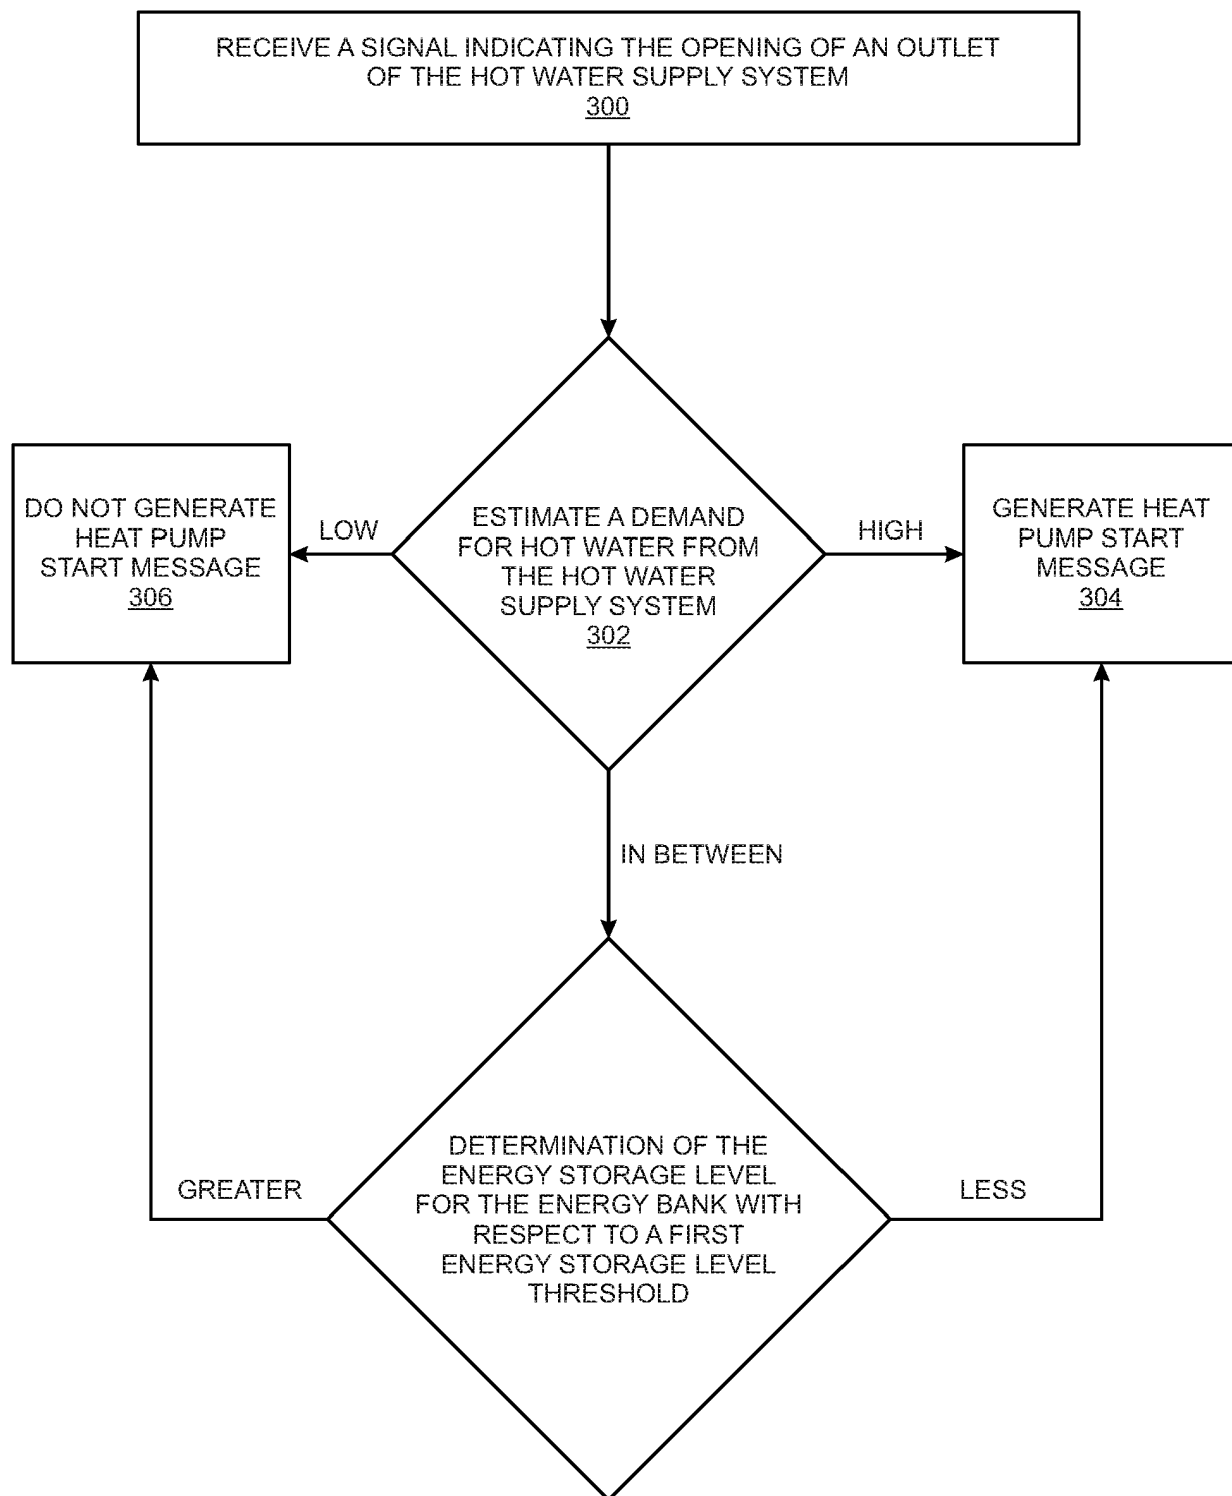 RECEIVE A SIGNAL INDICATING THE OPENING OF AN OUTLET
OF THE HOT WATER SUPPLY SYSTEM
300
DO NOT GENERATE
HEAT PUMP
START MESSAGE
306
LOW
ESTIMATE A DEMAND
FOR HOT WATER FROM
THE HOT WATER
SUPPLY SYSTEM
302
HIGH
GENERATE HEAT
PUMP START
MESSAGE
304
IN BETWEEN
GREATER
DETERMINATION OF THE
ENERGY STORAGE LEVEL
FOR THE ENERGY BANK WITH
RESPECT TO A FIRST
ENERGY STORAGE LEVEL
THRESHOLD
LESS